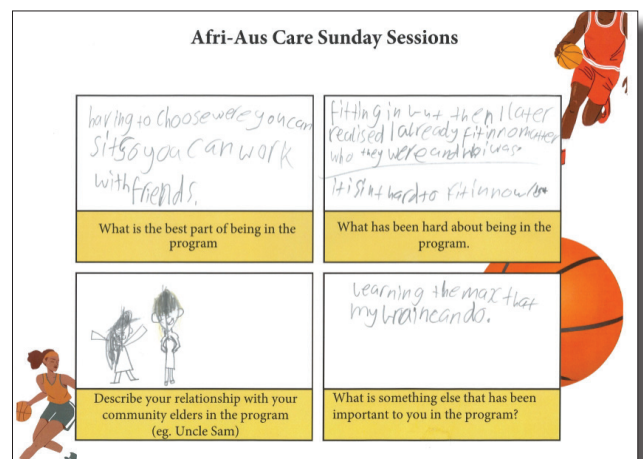 Afri-Aus Care Sunday Sessions
having to choose were you can
sit so you can work
with friends.
What is the best part of being in the
program
fitting in but then I later
realised I already fit in no matter
who they were and who i was
it isint hard to fit in now
What has been hard about being in the
program.
Describe your relationship with your
community elders in the program
(eg. Uncle Sam)
learning the max that
my brain can do.
What is something else that has been
important to you in the program?